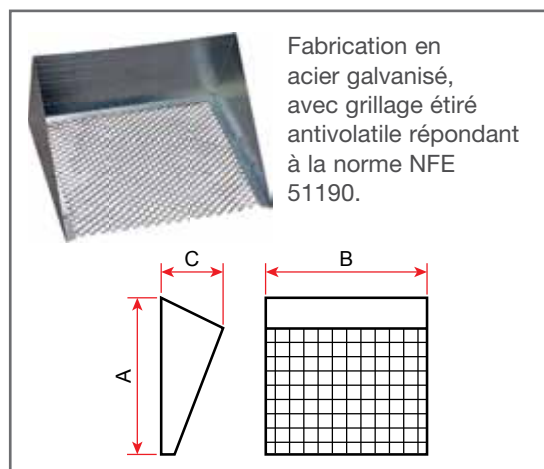 Fabrication en
acier galvanisé,
avec grillage étiré
antivolatile répondant
à la norme NFE
51190.
C
B
A